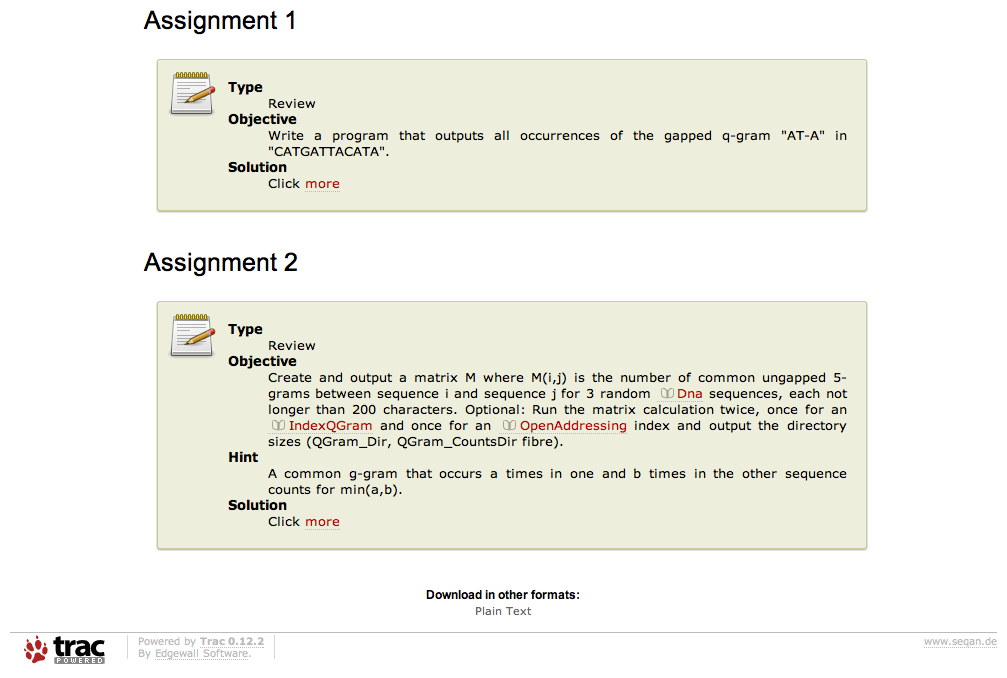 Assignment 1
Type
Review
Objective
Write a program that outputs all occurrences of the gapped q-gram "AT-A" in
"CATGATTACATA".
Solution
Click more
Assignment 2
Type
Review
Objective
Create and output a matrix M where M(i,j) is the number of common ungapped 5-
grams between sequence i and sequence j for 3 random Dna sequences, each not
longer than 200 characters. Optional: Run the matrix calculation twice, once for an
IndexQGram and once for an OpenAddressing index and output the directory
sizes (QGram_Dir, QGram_CountsDir fibre).
Hint
A common g-gram that occurs a times in one and b times in the other sequence
counts for min(a,b).
Solution
Click more
Download in other formats:
Plain Text
trac
POWERED
Powered by Trac 0.12.2
By Edgewall Software.
www.seqan.de